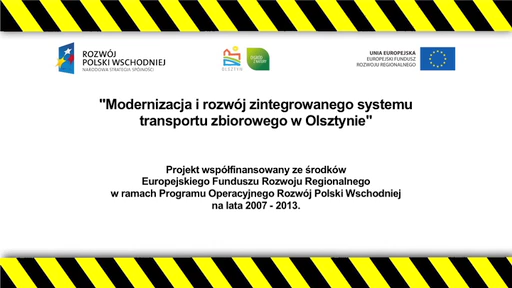 ROZWÓJ
POLSKI WSCHODNIEJ
NARODOWA STRATEGIA SPÓJNOŚCI
OLSZTYN
UNIA EUROPEJSKA
EUROPEJSKI FUNDUSZ
ROZWOJU REGIONALNEGO
"Modernizacja i rozwój zintegrowanego systemu
transportu zbiorowego w Olsztynie"
Projekt współfinansowany ze środków
Europejskiego Funduszu Rozwoju Regionalnego
w ramach Programu Operacyjnego Rozwój Polski Wschodniej
na lata 2007 - 2013.